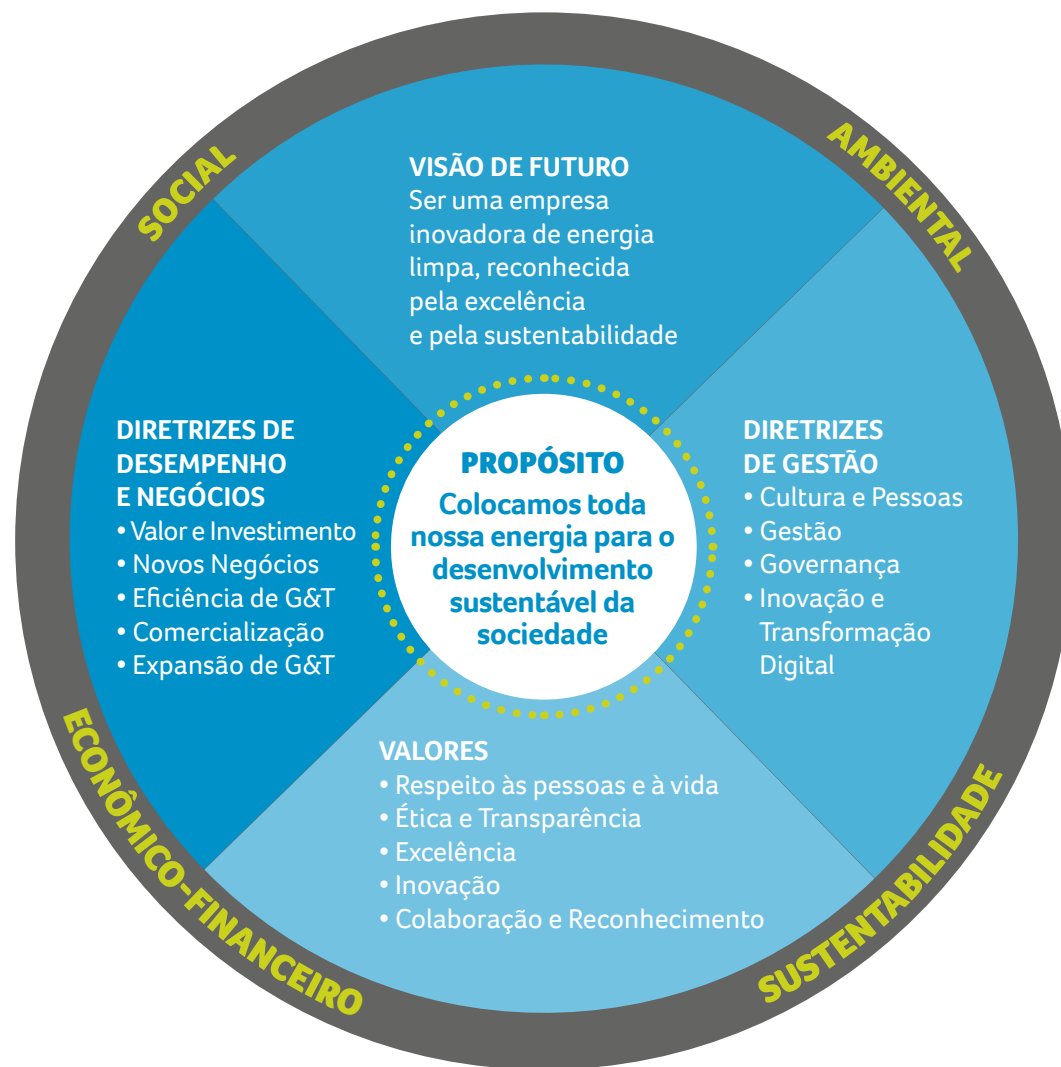 SOCIAL
AMBIENTAL
VISÃO DE FUTURO
Ser uma empresa
inovadora de energia
limpa, reconhecida
pela excelência
e pela sustentabilidade
DIRETRIZES DE
DESEMPENHO
E NEGÓCIOS
• Valor e Investimento
• Novos Negócios
• Eficiência de G&T
• Comercialização
• Expansão de G&T
PROPÓSITO
Colocamos toda
nossa energia para o
desenvolvimento
sustentável da
sociedade
DIRETRIZES
DE GESTÃO
• Cultura e Pessoas
• Gestão
• Governança
• Inovação e
Transformação
Digital
VALORES
• Respeito às pessoas e à vida
• Ética e Transparência
• Excelência
• Inovação
• Colaboração e Reconhecimento
ECONÔMICO-FINANCEIRO
SUSTENTABILIDADE